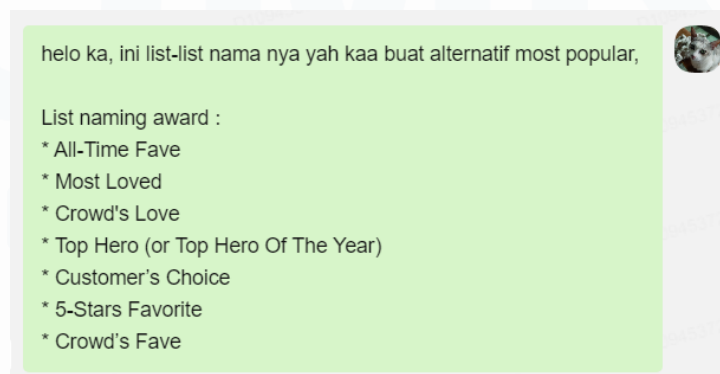 helo ka, ini list-list nama nya yah kaa buat alternatif most popular,
List naming award :
* All-Time Fave
* Most Loved
* Crowd's Love
* Top Hero (or Top Hero Of The Year)
* Customer’s Choice
* 5-Stars Favorite
* Crowd’s Fave